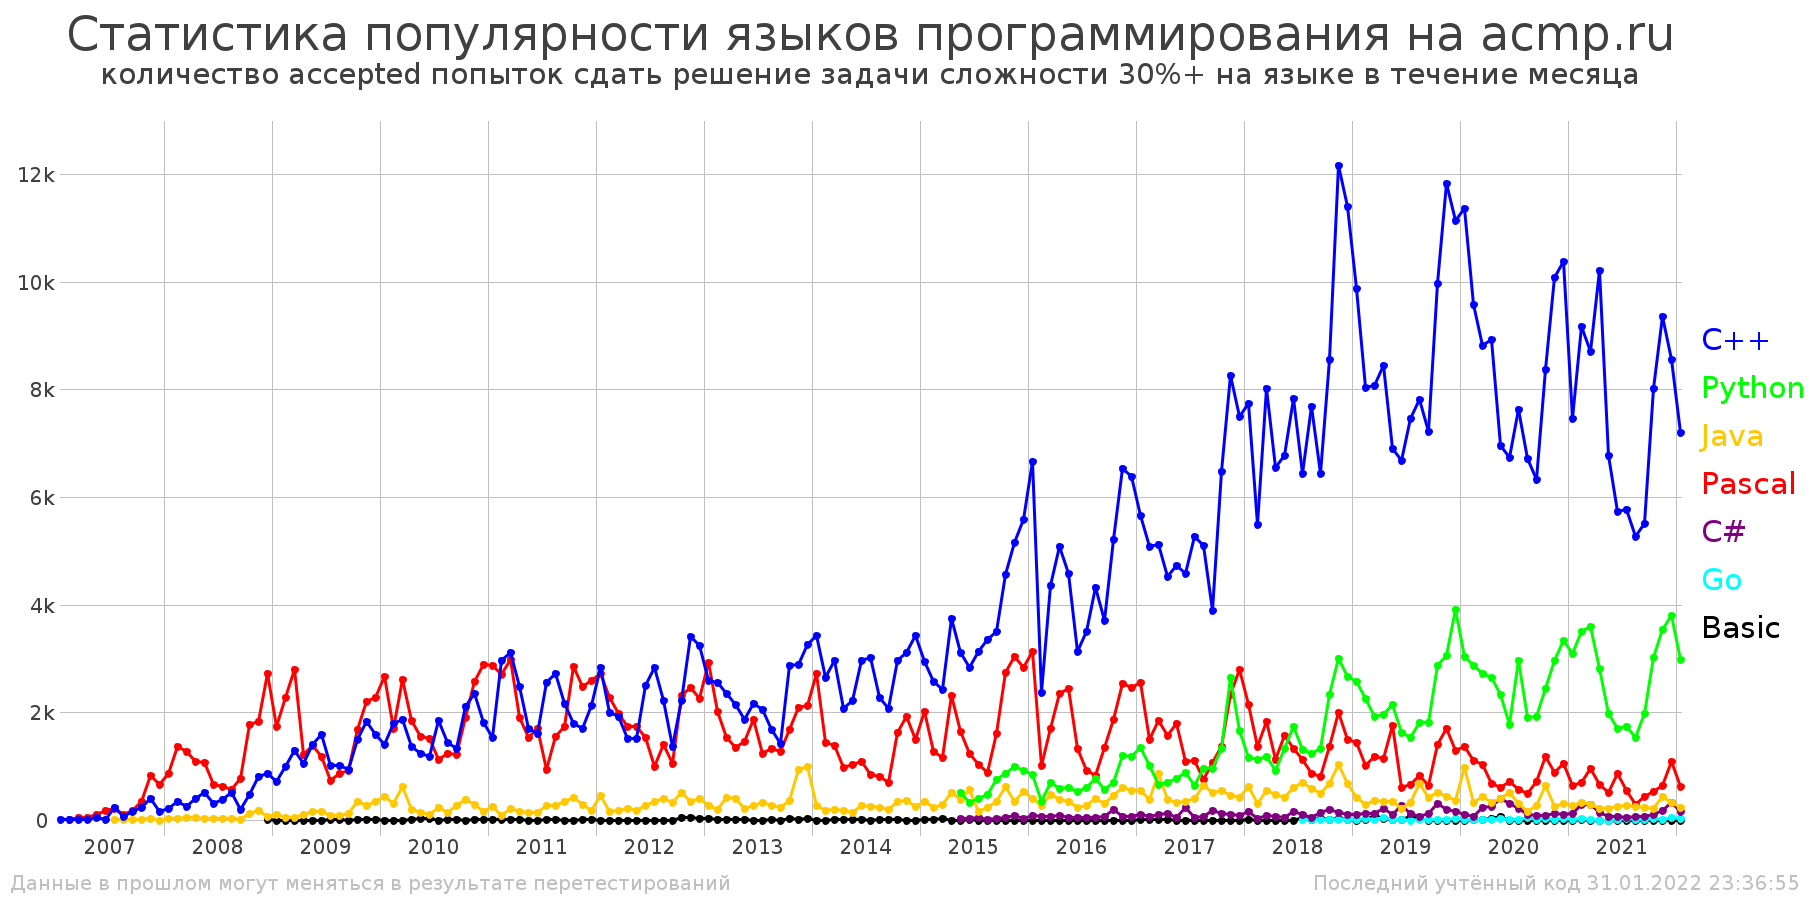 Статистика популярности языков программирования на acmp.ru
количество accepted попыток сдать решение задачи сложности 30%+ на языке в течение месяца
12k
10k
8k
6k
4k
2k
0
C++
Python
Java
Pascal
C#
Go
Basic
2007 2008 2009 2010 2011 2012 2013 2014 2015 2016 2017 2018 2019 2020 2021
Данные в прошлом могут меняться в результате перетестирований
Последний учтённый код 31.01.2022 23:36:55